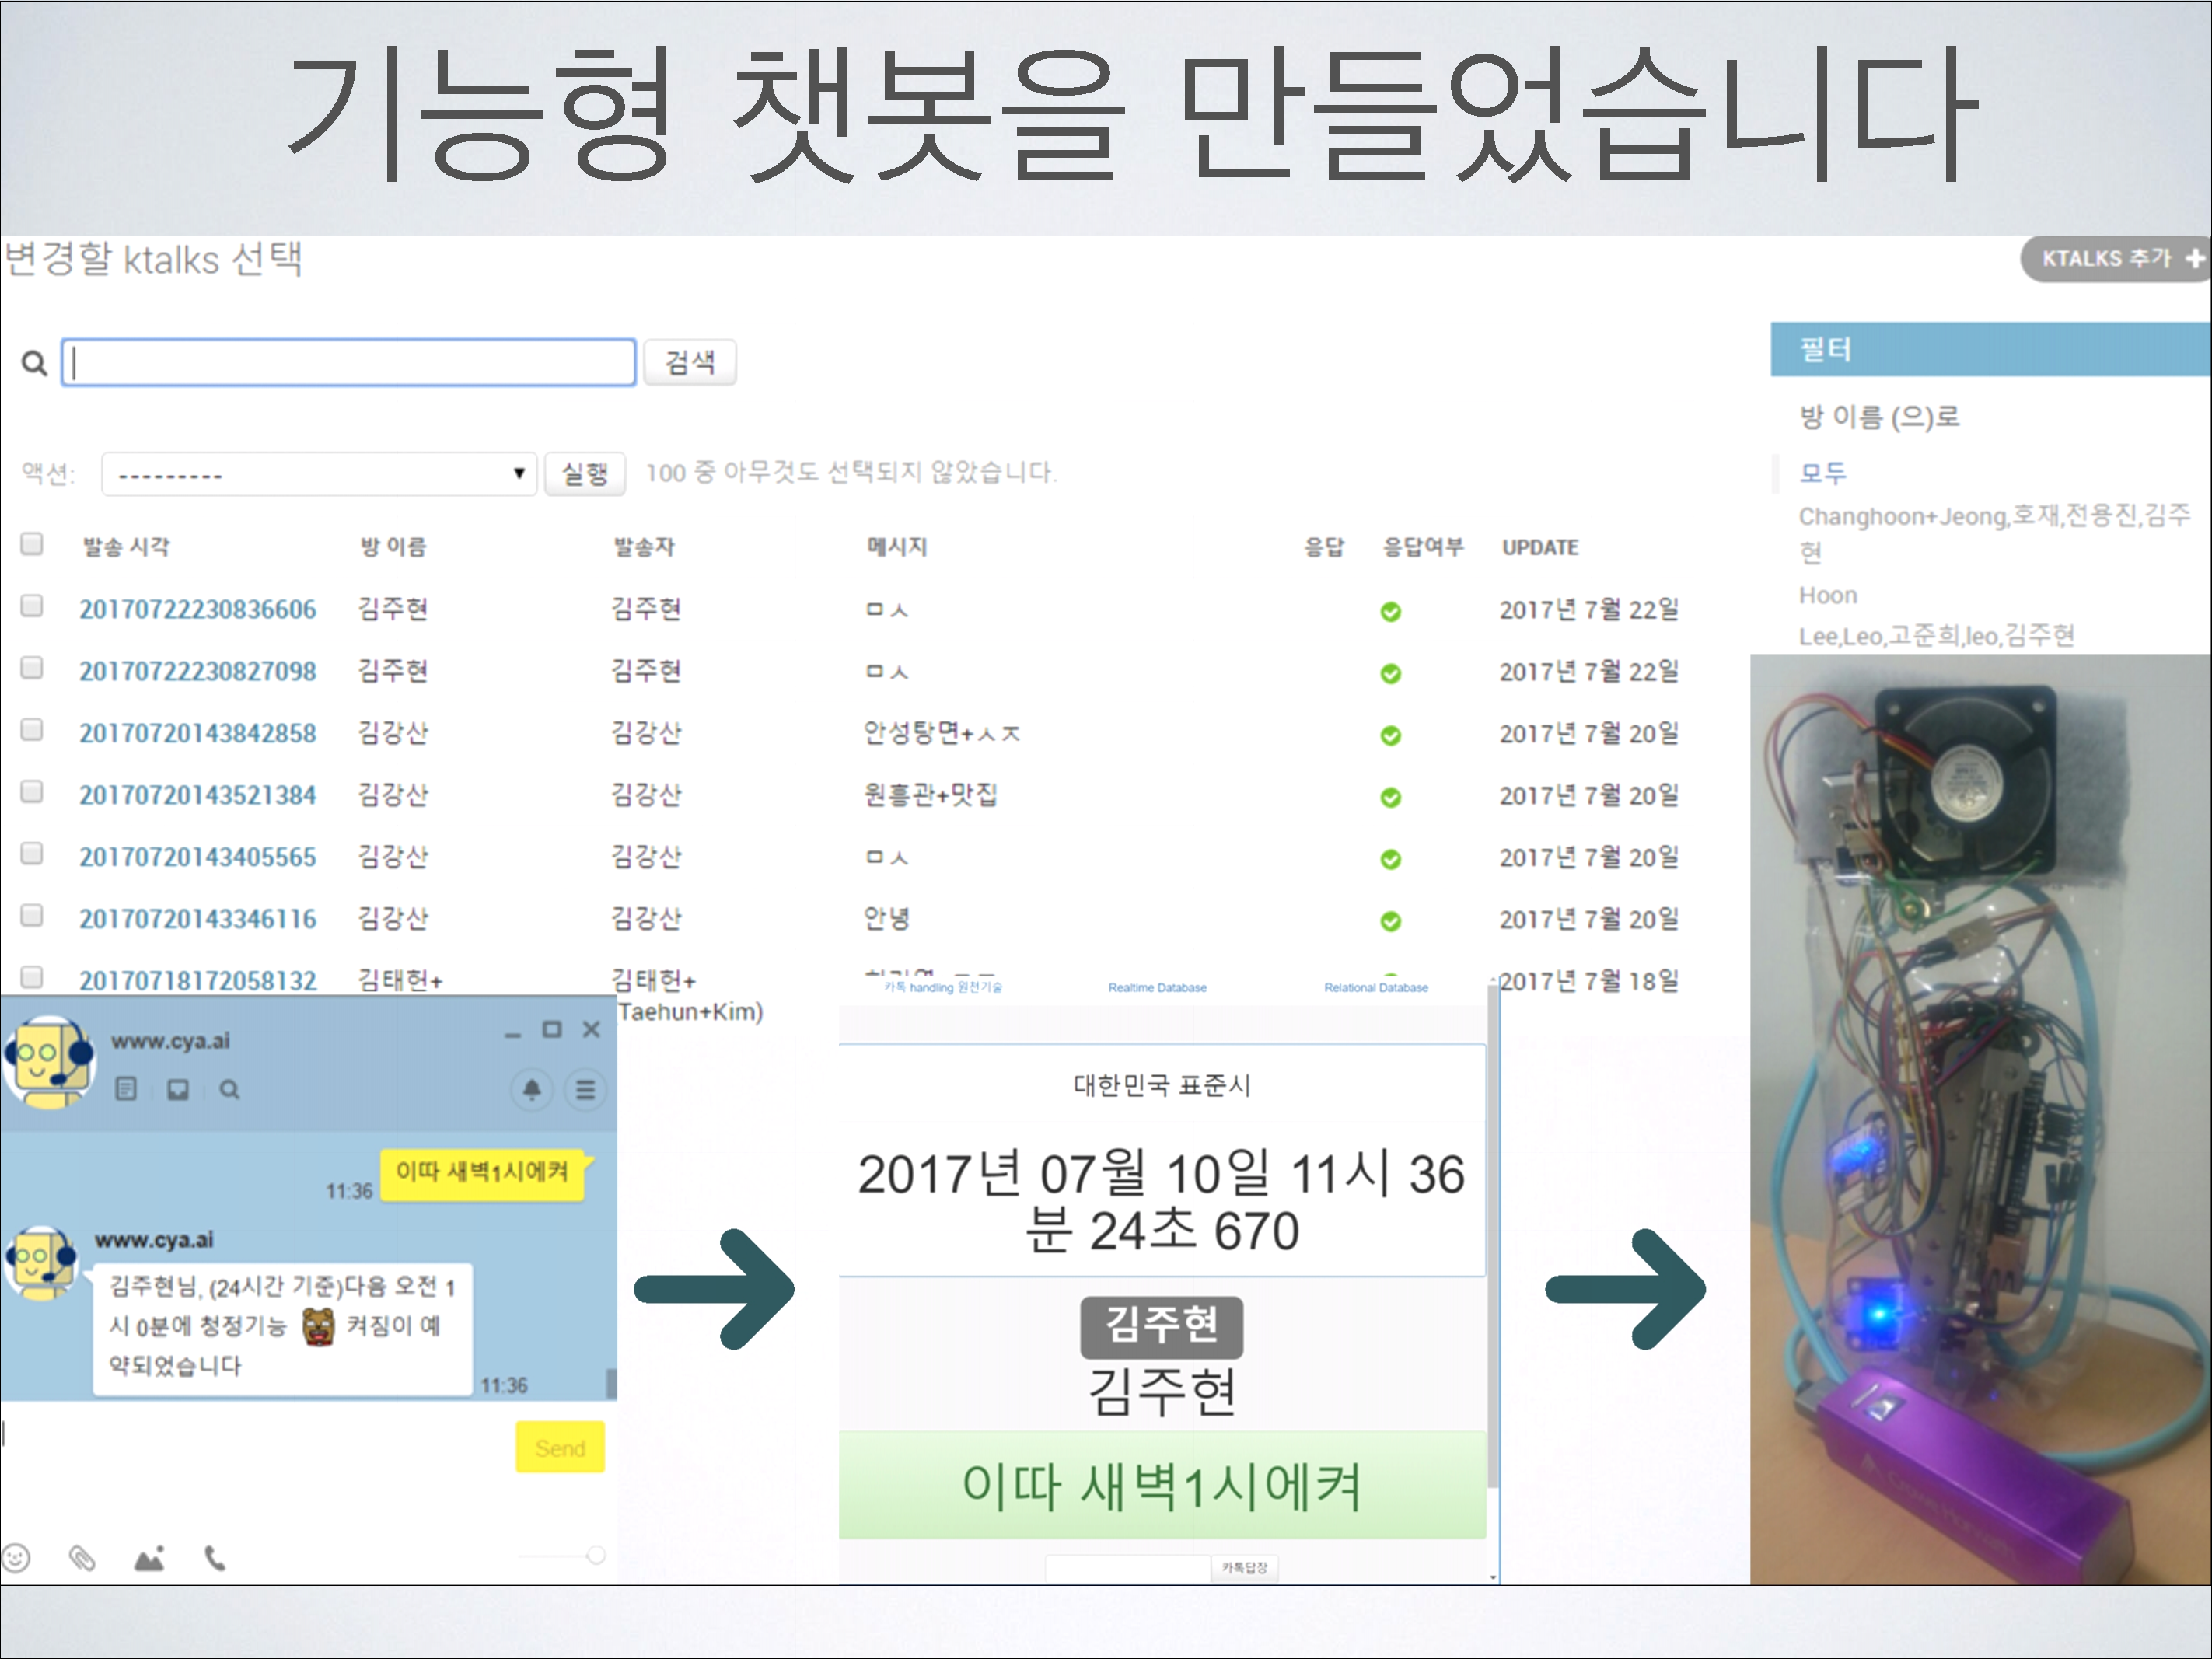 기능형 챗봇을 만들었습니다
변경할 ktalks 선택
KTALKS 추가
검색
필터
방 이름 (으)로
모두
Changhoon+Jeong,호재,전용진,김주
현
Hoon
Lee,Leo,고준희,leo,김주현
액션: --------- 실행 100 중 아무것도 선택되지 않았습니다.
발송 시각 방 이름 발송자 메시지 응답 응답여부 UPDATE
20170722230836606 김주현 김주현 ㅁㅅ 2017년 7월 22일
20170722230827098 김주현 김주현 ㅁㅅ 2017년 7월 22일
20170720143842858 김강산 김강산 안성탕면+ㅅㅈ 2017년 7월 20일
20170720143521384 김강산 김강산 원흥관+맛집 2017년 7월 20일
20170720143405565 김강산 김강산 ㅁㅅ 2017년 7월 20일
20170720143346116 김강산 김강산 안녕 2017년 7월 20일
20170718172058132 김태헌+ 김태헌+ 2017년 7월 18일
Taehun+Kim)
www.cya.ai
이따 새벽1시에켜
11:36
www.cya.ai
김주현님, (24시간 기준)다음 오전 1
시 0분에 청정기능 켜짐이 예
약되었습니다
11:36
Send
카톡 handling 원천기술 Realtime Database Relational Database
대한민국 표준시
2017년 07월 10일 11시 36
분 24초 670
김주현
김주현
이따 새벽1시에켜
카톡답장